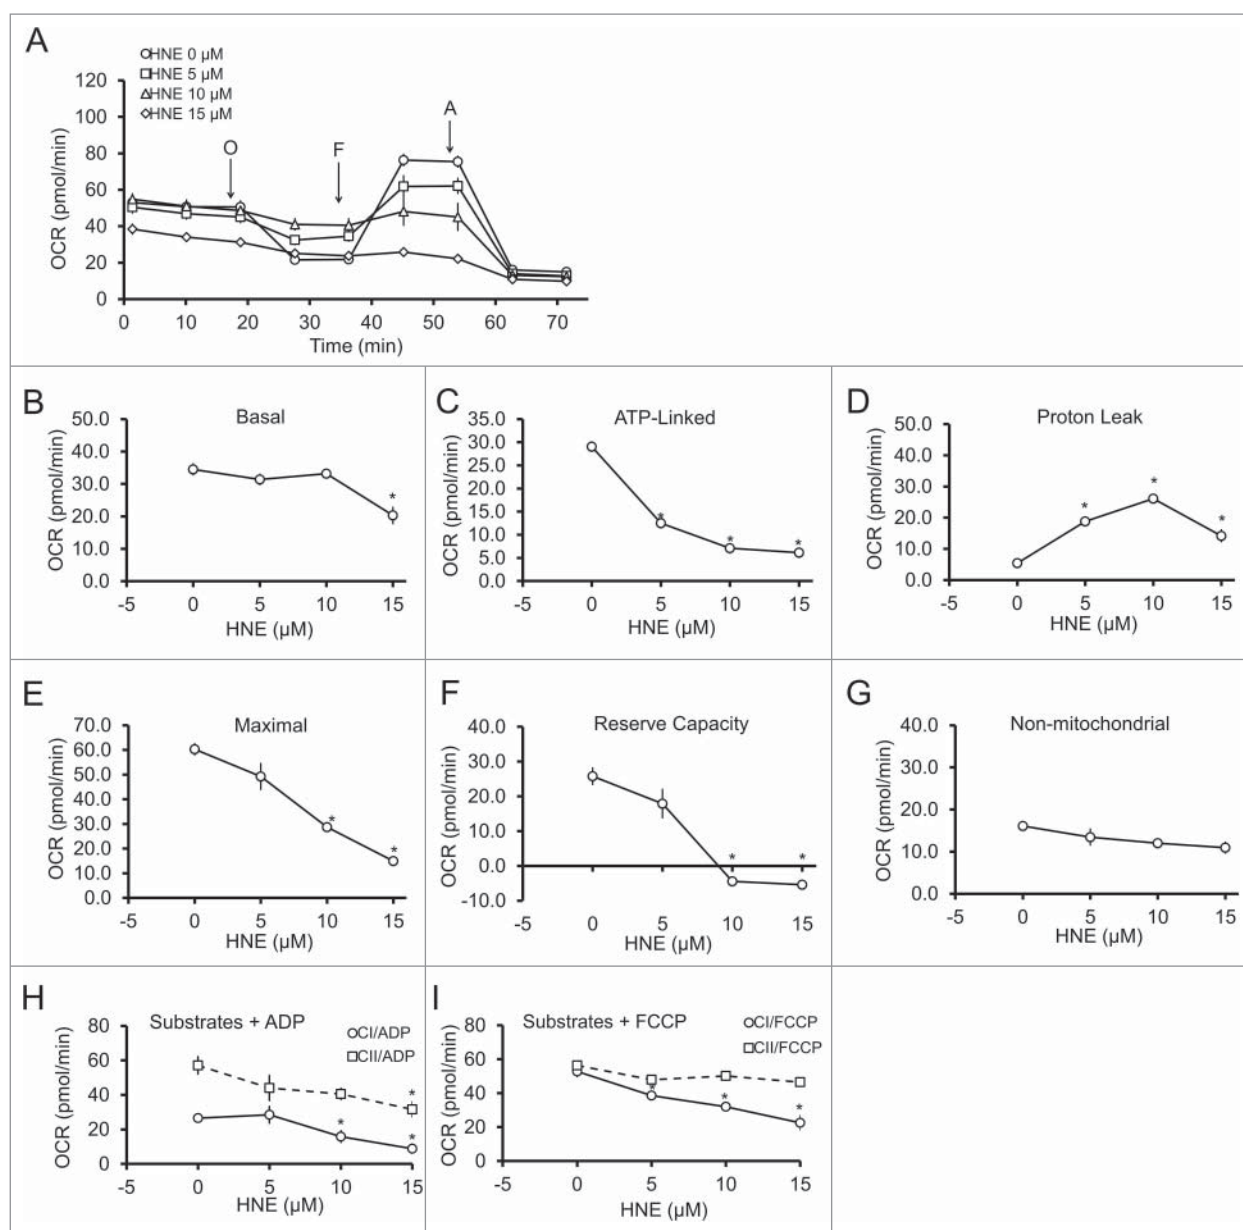 A
HNE 0 µM
HNE 5 µM
HNE 10 µM
HNE 15 µM
120
100
80
60
40
20
0
OCR (pmol/min)
O
F
A
0 10 20 30 40 50 60 70
Time (min)
B
Basal
50.0
40.0
30.0
20.0
10.0
0.0
OCR (pmol/min)
*
-5 0 5 10 15
HNE (µM)
C
ATP-Linked
35.0
30.0
25.0
20.0
15.0
10.0
5.0
0.0
OCR (pmol/min)
* * *
-5 0 5 10 15
HNE (µM)
D
Proton Leak
50.0
40.0
30.0
20.0
10.0
0.0
OCR (pmol/min)
* * *
-5 0 5 10 15
HNE (µM)
E
Maximal
70.0
60.0
50.0
40.0
30.0
20.0
10.0
0.0
OCR (pmol/min)
* *
-5 0 5 10 15
HNE (µM)
F
Reserve Capacity
40.0
30.0
20.0
10.0
0.0
-10.0
OCR (pmol/min)
* *
-5 0 5 10 15
HNE (µM)
G
Non-mitochondrial
40.0
30.0
20.0
10.0
0.0
OCR (pmol/min)
-5 0 5 10 15
HNE (µM)
H
Substrates + ADP
CI/ADP
CII/ADP
80
60
40
20
0
OCR (pmol/min)
* * *
-5 0 5 10 15
HNE (µM)
I
Substrates + FCCP
CI/FCCP
CII/FCCP
80
60
40
20
0
OCR (pmol/min)
* * *
-5 0 5 10 15
HNE (µM)